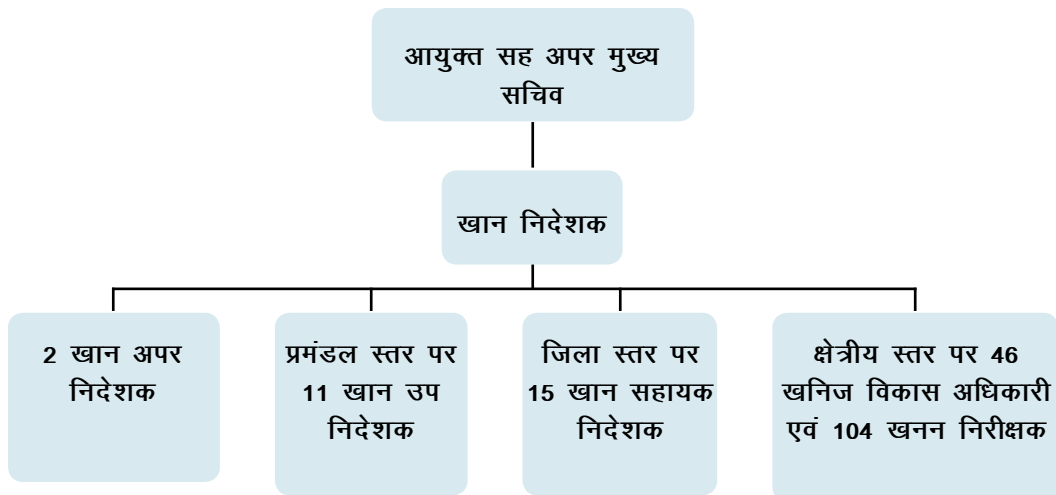 आयुक्त सह अपर मुख्य
सचिव
खान निदेशक
2 खान अपर
निदेशक
प्रमंडल स्तर पर
11 खान उप
निदेशक
जिला स्तर पर
15 खान सहायक
निदेशक
क्षेत्रीय स्तर पर 46
खनिज विकास अधिकारी
एवं 104 खनन निरीक्षक